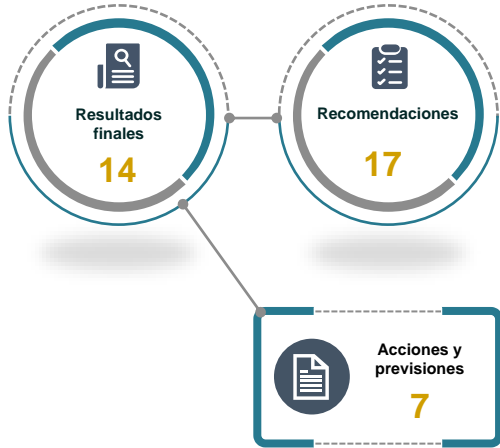 Resultados
finales
14
Recomendaciones
17
Acciones y
previsiones
7